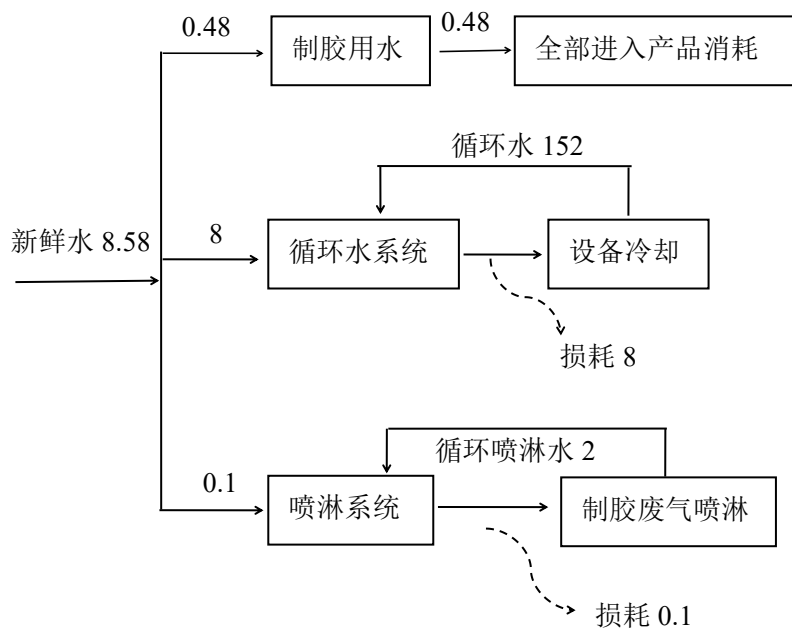 0.48
制胶用水
0.48
全部进入产品消耗
循环水 152
新鲜水 8.58
8
循环水系统
设备冷却
损耗 8
循环喷淋水 2
0.1
喷淋系统
制胶废气喷淋
损耗 0.1